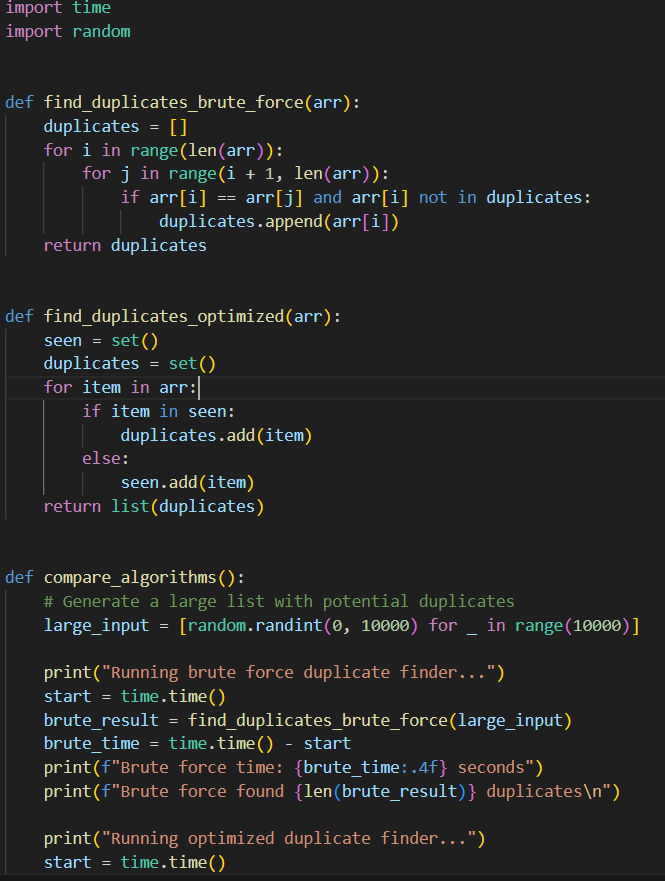 import time
import random
def find_duplicates_brute_force(arr):
    duplicates = []
    for i in range(len(arr)):
        for j in range(i + 1, len(arr)):
            if arr[i] == arr[j] and arr[i] not in duplicates:
                duplicates.append(arr[i])
    return duplicates
def find_duplicates_optimized(arr):
    seen = set()
    duplicates = set()
    for item in arr:
        if item in seen:
            duplicates.add(item)
        else:
            seen.add(item)
    return list(duplicates)
def compare_algorithms():
    # Generate a large list with potential duplicates
    large_input = [random.randint(0, 10000) for _ in range(10000)]
    print("Running brute force duplicate finder...")
    start = time.time()
    brute_result = find_duplicates_brute_force(large_input)
    brute_time = time.time() - start
    print(f"Brute force time: {brute_time:.4f} seconds")
    print(f"Brute force found {len(brute_result)} duplicates\n")
    print("Running optimized duplicate finder...")
    start = time.time()